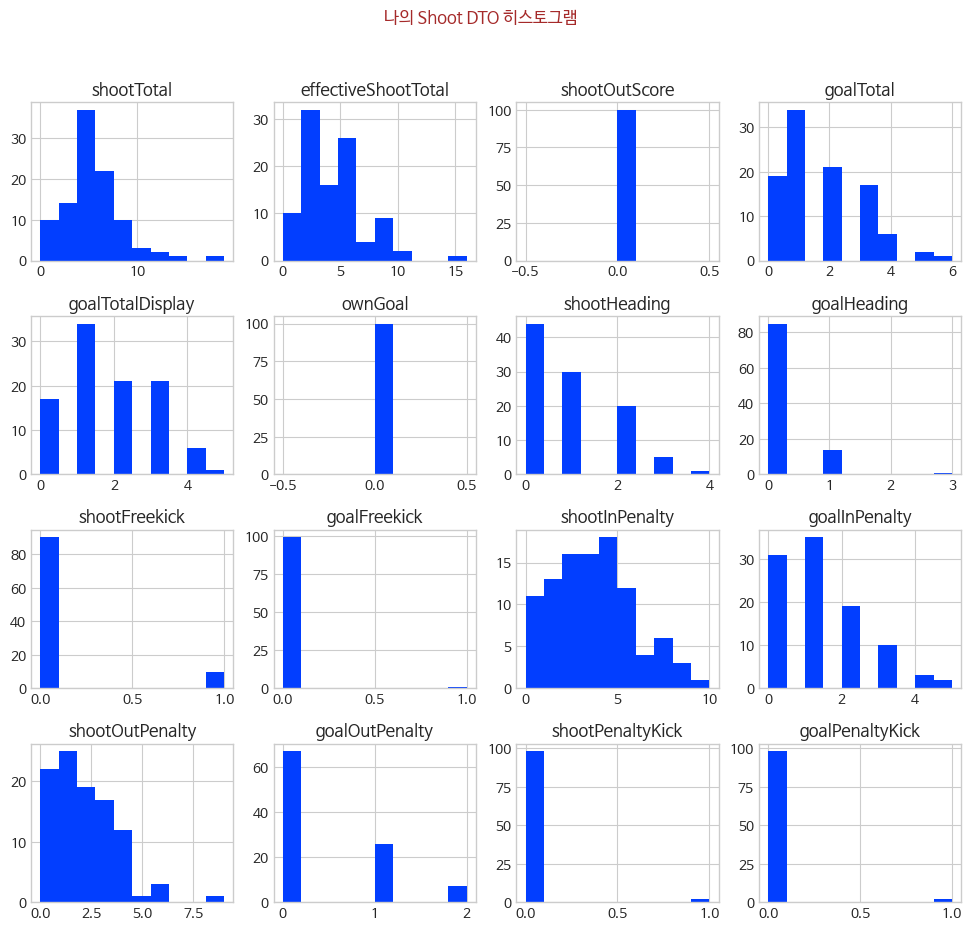 나의 Shoot DTO 히스토그램
shootTotal effectiveShootTotal shootOutScore goalTotal
30 20 10 0 0 10
30 20 10 0 0 5 10 15
100 75 50 25 0 −0.5 0.0 0.5
30 20 10 0 0 2 4 6
goalTotalDisplay ownGoal shootHeading goalHeading
30 20 10 0 0 2 4
100 75 50 25 0 −0.5 0.0 0.5
40 30 20 10 0 0 2 4
80 60 40 20 0 0 1 2 3
shootFreekick goalFreekick shootInPenalty goalInPenalty
80 60 40 20 0 0.0 0.5 1.0
100 75 50 25 0 0.0 0.5 1.0
15 10 5 0 0 5 10
30 20 10 0 0 2 4
shootOutPenalty goalOutPenalty shootPenaltyKick goalPenaltyKick
20 10 0 0.0 2.5 5.0 7.5
60 40 20 0 0 1 2
100 75 50 25 0 0.0 0.5 1.0
100 75 50 25 0 0.0 0.5 1.0